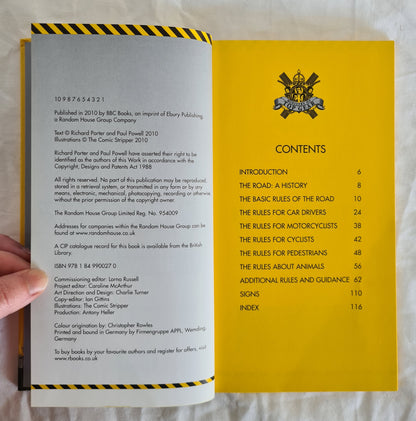 10 9 8 7 6 5 4 3 2 1
Published in 2010 by BBC Books, an imprint of Ebury Publishing,
a Random House Group Company
Text © Richard Porter and Paul Powell 2010
Illustrations © The Comic Stripper 2010
Richard Porter and Paul Powell have asserted their right to be
identified as the authors of this Work in accordance with the
Copyright, Designs and Patents Act 1988
All rights reserved. No part of this publication may be reproduced,
stored in a retrieval system, or transmitted in any form or by any
means, electronic, mechanical, photocopying, recording or otherwise
without the prior permission of the copyright owner.
The Random House Group Limited Reg. No. 954009
Addresses for companies within the Random House Group can be
found at www.randomhouse.co.uk
A CIP catalogue record for this book is available from the British
Library.
ISBN 978 1 84 990027 0
Commissioning editor: Lorna Russell
Project editor: Caroline McArthur
Art Direction and Design: Charlie Turner
Copy-editor: Ian Gittins
Illustrations: The Comic Stripper
Production: Antony Heller
Colour origination by: Christopher Rawles
Printed and bound in Germany by Firmengruppe APPL, Wemding,
Germany
To buy books by your favourite authors and register for offers, visit
www.rbooks.co.uk
CONTENTS
INTRODUCTION 6
THE ROAD: A HISTORY 8
THE BASIC RULES OF THE ROAD 10
THE RULES FOR CAR DRIVERS 24
THE RULES FOR MOTORCYCLISTS 38
THE RULES FOR CYCLISTS 42
THE RULES FOR PEDESTRIANS 48
THE RULES ABOUT ANIMALS 56
ADDITIONAL RULES AND GUIDANCE 62
SIGNS 110
INDEX 116